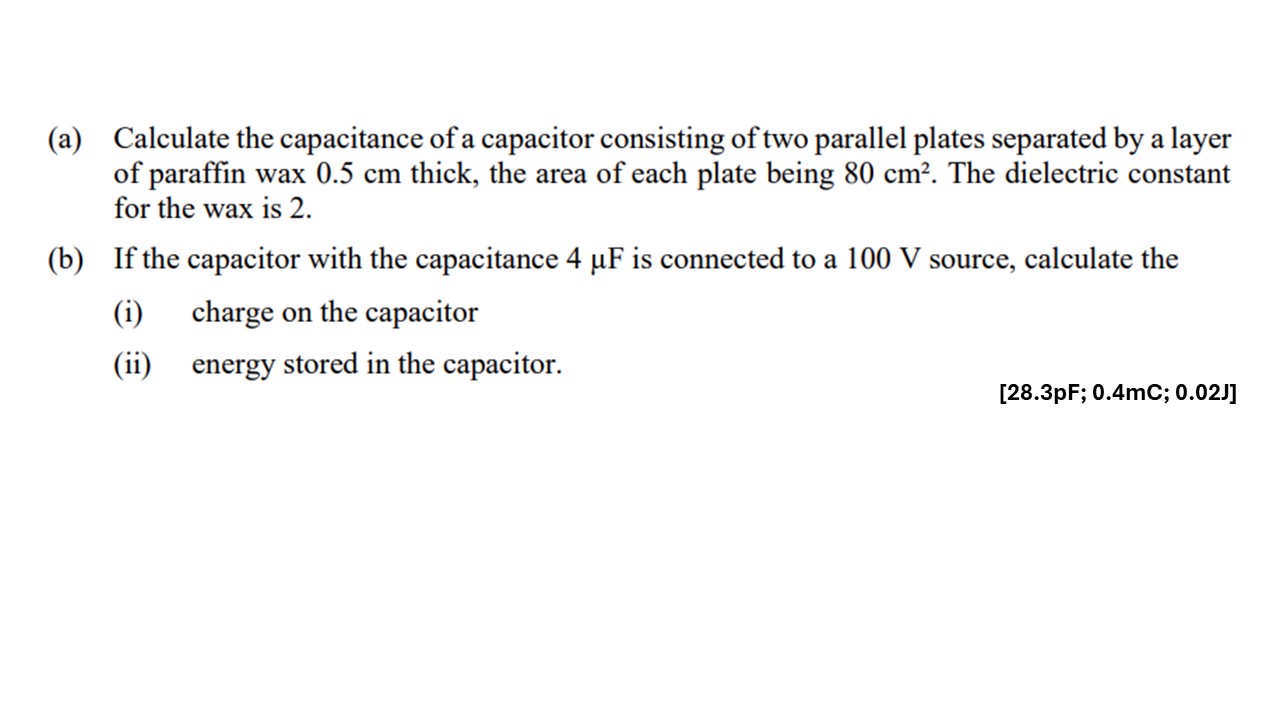 (a) Calculate the capacitance of a capacitor consisting of two parallel plates separated by a layer
of paraffin wax 0.5 cm thick, the area of each plate being 80 cm². The dielectric constant
for the wax is 2.
(b) If the capacitor with the capacitance 4 µF is connected to a 100 V source, calculate the
(i) charge on the capacitor
(ii) energy stored in the capacitor.
[28.3pF; 0.4mC; 0.02J]